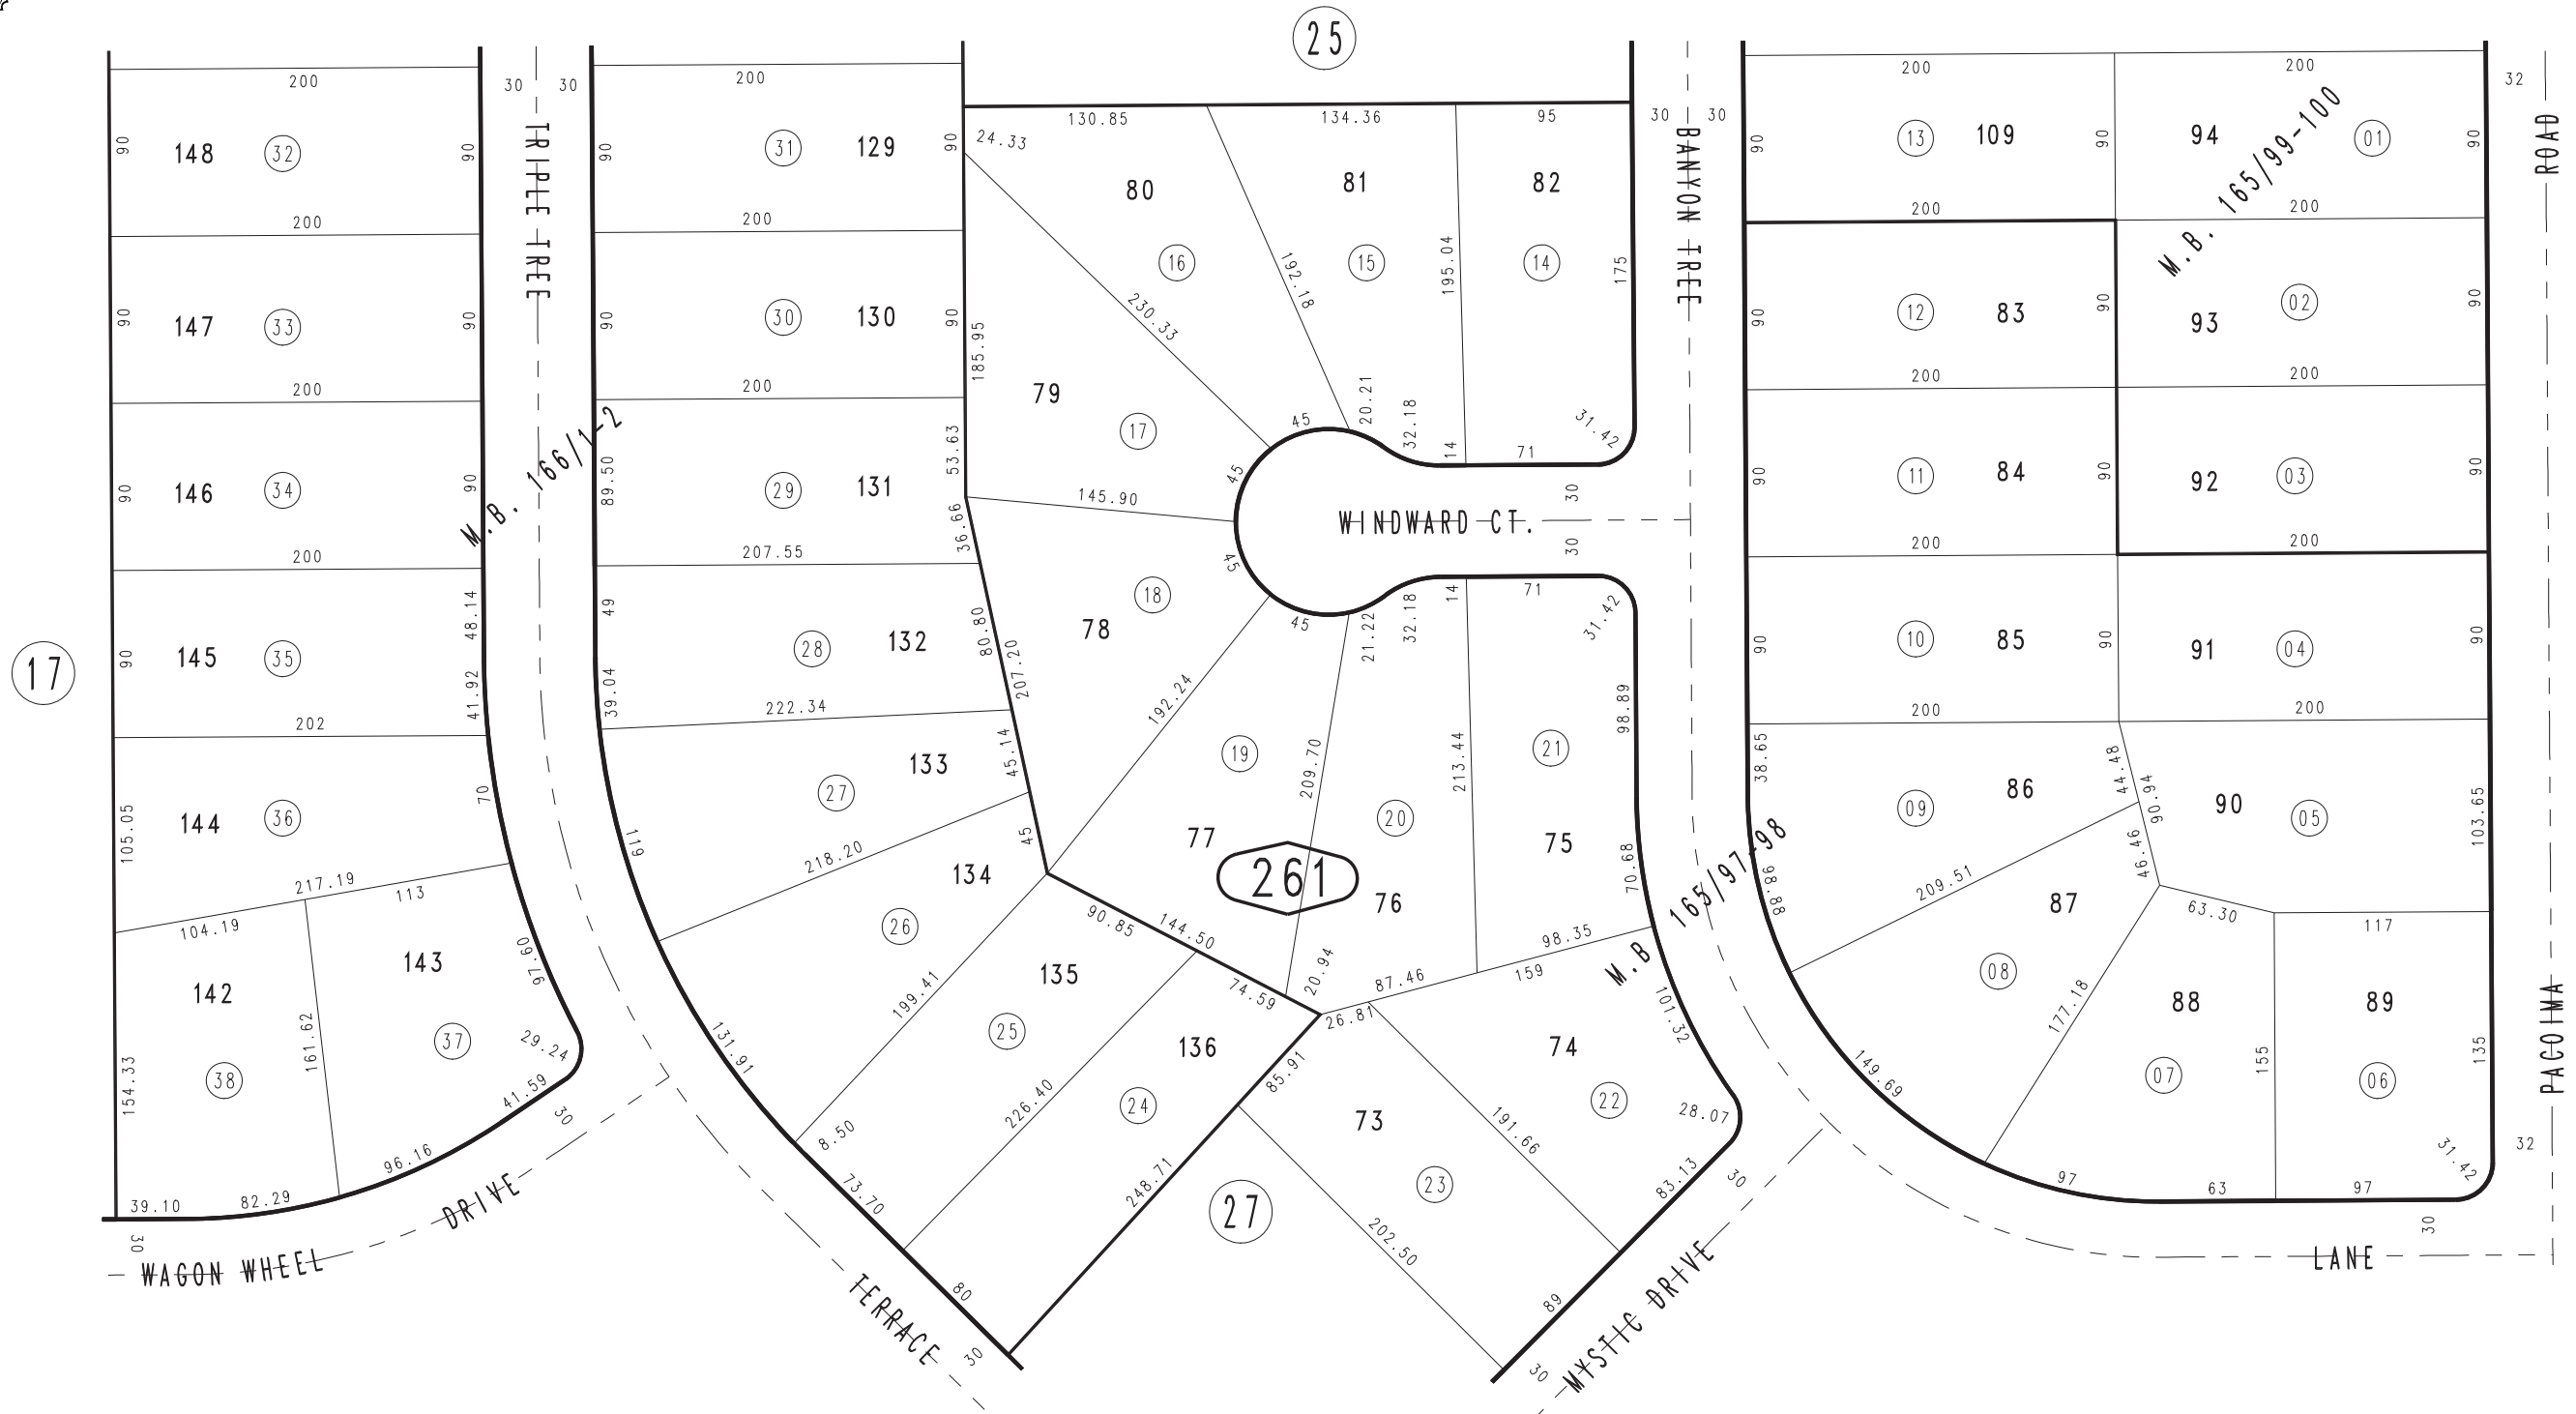 25
17
27
261
TRIPLE TREE
TERRACE
BANYON TREE
LANE
PACOIMA ROAD
WAGON WHEEL DRIVE
MYSTIC DRIVE
WINDWARD CT.
M.B. 166/1-2
M.B. 165/99-100
M.B 165/97-98
200
30
30
90 148 32 90
200
90 147 33 90
200
90 146 34 90
200
90 145 35 48.14
41.92
202
105.05 144 36 70
217.19
104.19 113
142 143 97.60
154.33 38 161.62 37 29.24
41.59
96.16
39.10 82.29
30
30
200
90 31 129 90
200
90 30 130 90
200
89.50 29 131 53.63
36.66
207.55
49 28 132 80.80
207.20
39.04
222.34
133 45.14
27
119 218.20 45
134
26
131.91 199.41 135
90.85 144.50
25 74.59
8.50 226.40 136
24 85.91
73.70 248.71
80
30
130.85 134.36 95
24.33
80 81 82
16 15 14
192.18 195.04 175
230.33
185.95
79 17
45 20.21 32.18 14 71 31.42
45
145.90
30
30
45
18 78
45 21.22 32.18 14 71 31.42
192.24
98.89
19 209.70 213.44 21
77 20 75
76 70.68
20.94 87.46 98.35
159
26.81
74 101.32
22 28.07
73 191.66
23 83.13
202.50
89
30
30
30
30
200 200
32
90 13 109 90 94 01 90
200 200
90 12 83 90 93 02 90
200 200
90 11 84 90 92 03 90
200 200
90 10 85 90 91 04 90
200 200
38.65 86 44.48 90.94 90 05 103.65
09
46.46
98.88 209.51 87
63.30 117
08 177.18 88 89
07 155 06 135
149.69
32
31.42
97 63 97
30